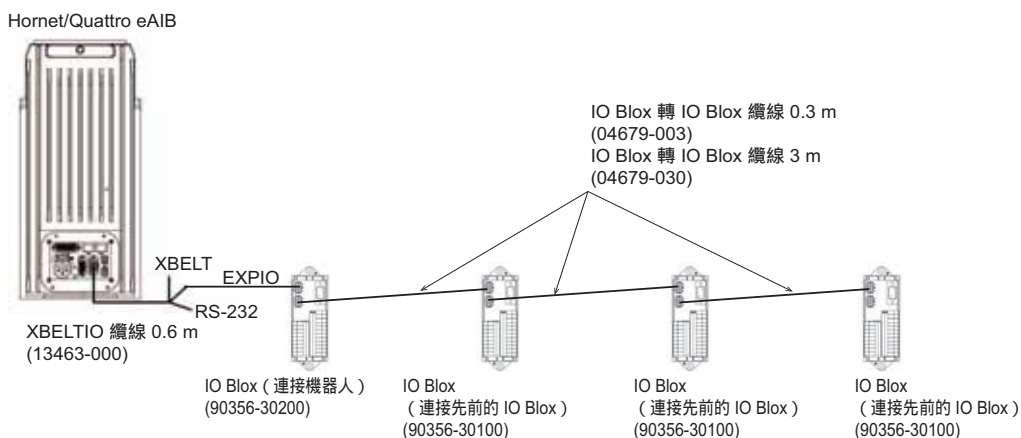 Hornet/Quattro eAIB
IO Blox 轉 IO Blox 纜線 0.3 m
(04679-003)
IO Blox 轉 IO Blox 纜線 3 m
(04679-030)
XBELT
EXPIO
RS-232
XBELTIO 纜線 0.6 m
(13463-000)
IO Blox（連接機器人）
(90356-30200)
IO Blox
（連接先前的 IO Blox）
(90356-30100)
IO Blox
（連接先前的 IO Blox）
(90356-30100)
IO Blox
（連接先前的 IO Blox）
(90356-30100)